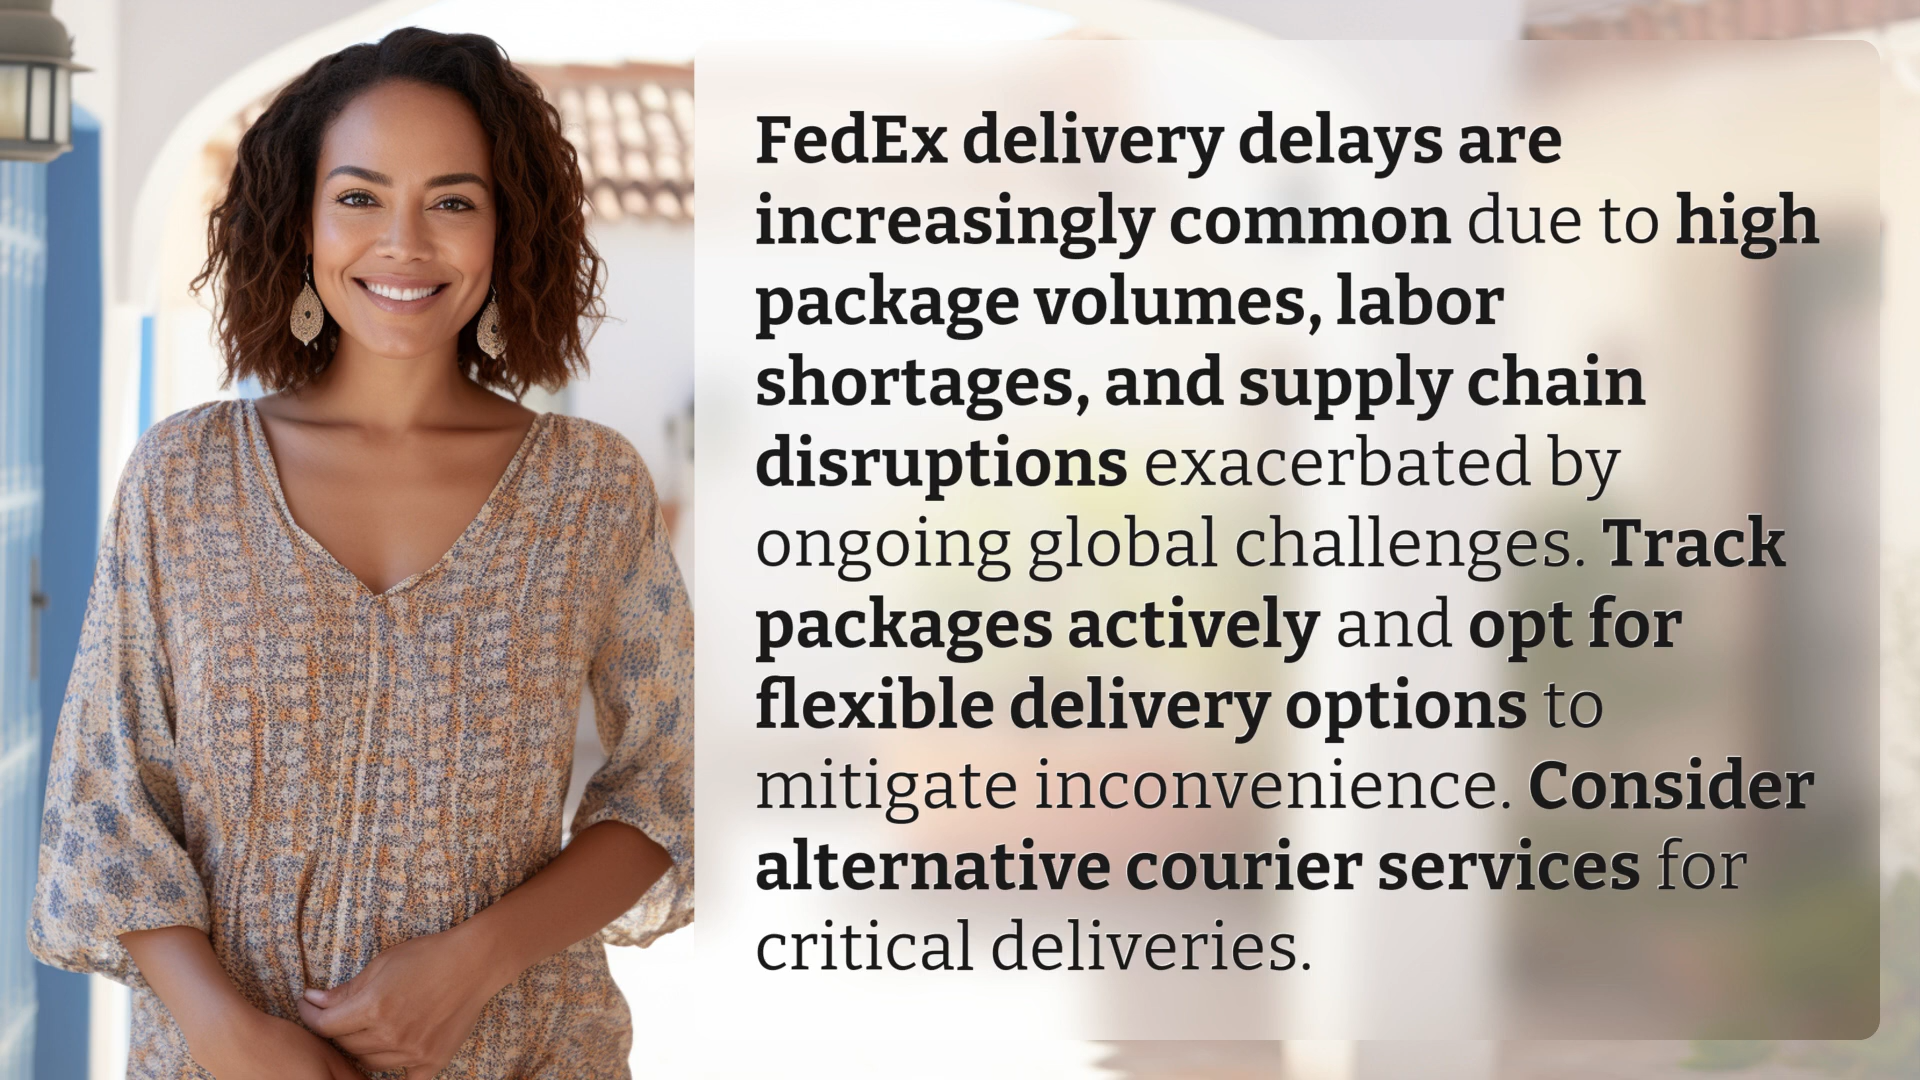 FedEx delivery delays are
increasingly common due to high
package volumes, labor
shortages, and supply chain
disruptions exacerbated by
ongoing global challenges. Track
packages actively and opt for
flexible delivery options to
mitigate inconvenience. Consider
alternative courier services for
critical deliveries.